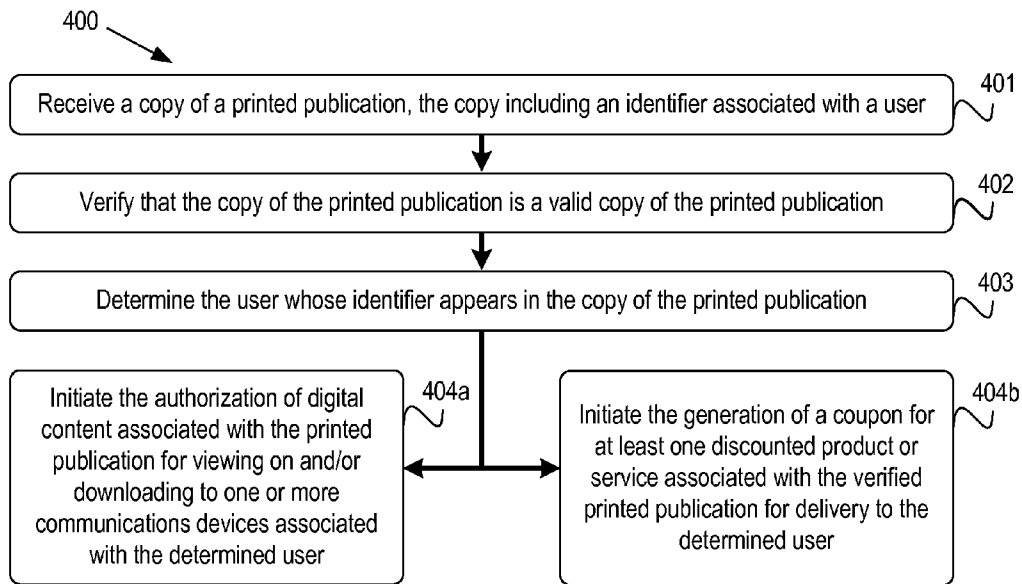 400
Receive a copy of a printed publication, the copy including an identifier associated with a user
401
Verify that the copy of the printed publication is a valid copy of the printed publication
402
Determine the user whose identifier appears in the copy of the printed publication
403
Initiate the authorization of digital
content associated with the printed
publication for viewing on and/or
downloading to one or more
communications devices associated
with the determined user
404a
Initiate the generation of a coupon for
at least one discounted product or
service associated with the verified
printed publication for delivery to the
determined user
404b